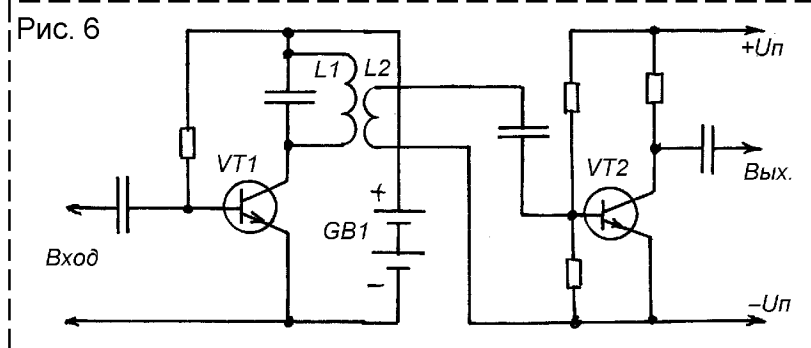 Рис. 6
+Uп
L1 L2
VT1
VT2
Вых.
+
GB1
Вход
–
–Uп